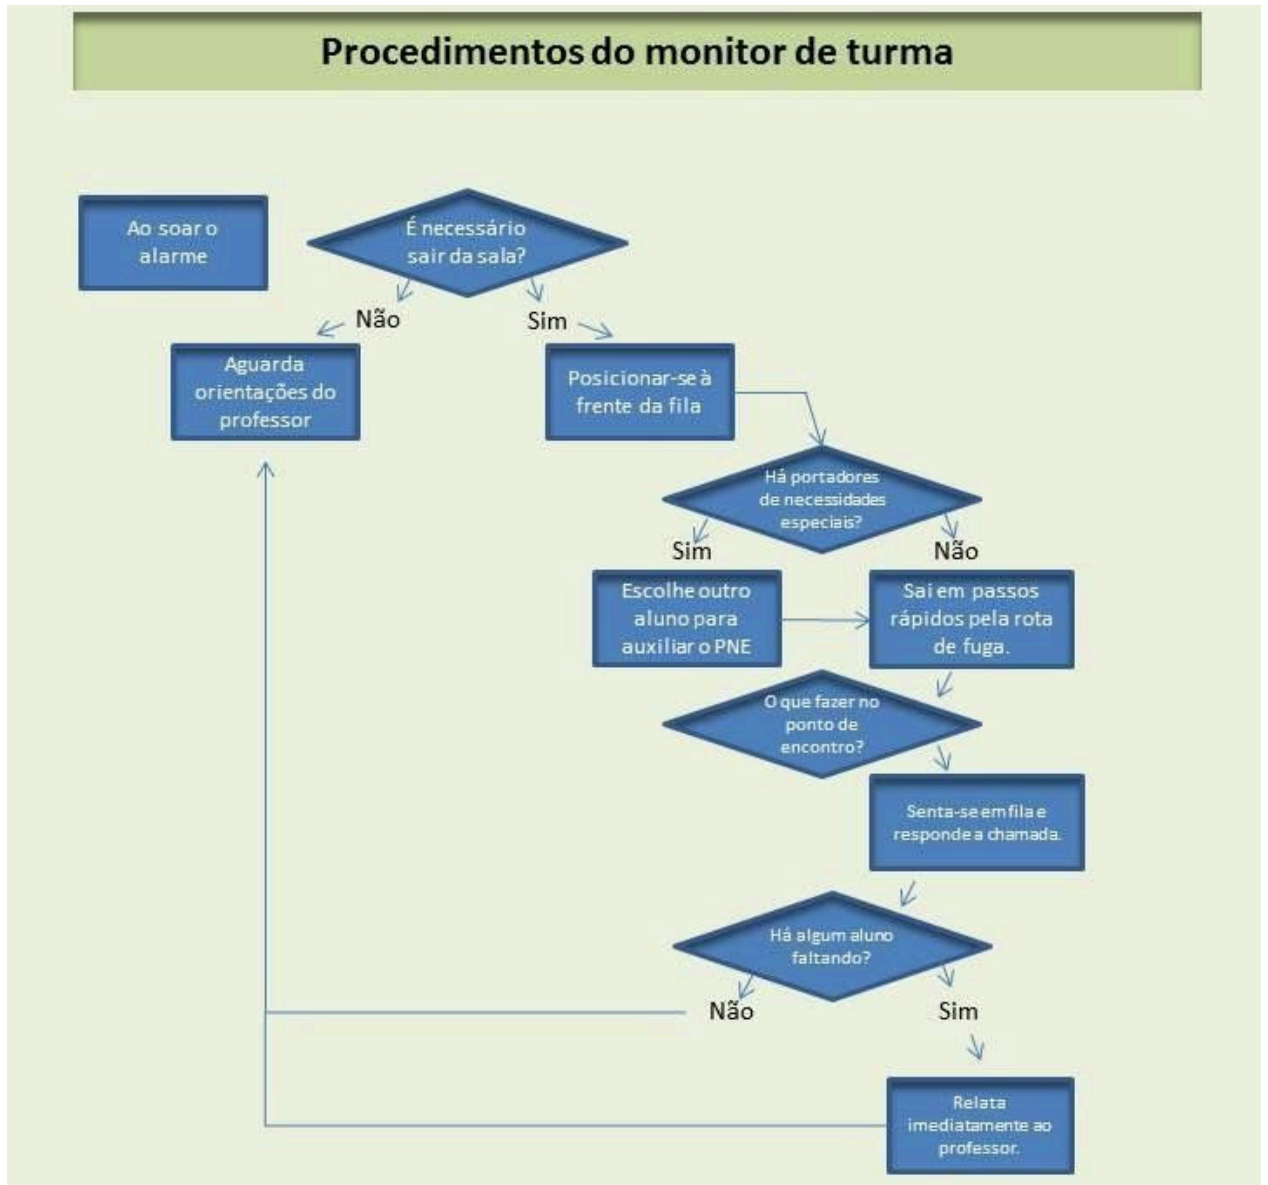 Procedimentos do monitor de turma
Ao soar o
alarme
É necessário
sair da sala?
Não
Sim
Aguarda
orientações do
professor
Posicionar-se à
frente da fila
Há portadores
de necessidades
especiais?
Sim
Não
Escolhe outro
aluno para
auxiliar o PNE
Sai em passos
rápidos pela rota
de fuga.
O que fazer no
ponto de
encontro?
Senta-se em fila e
responde a chamada.
Há algum aluno
faltando?
Não
Sim
Relata
imediatamente ao
professor.